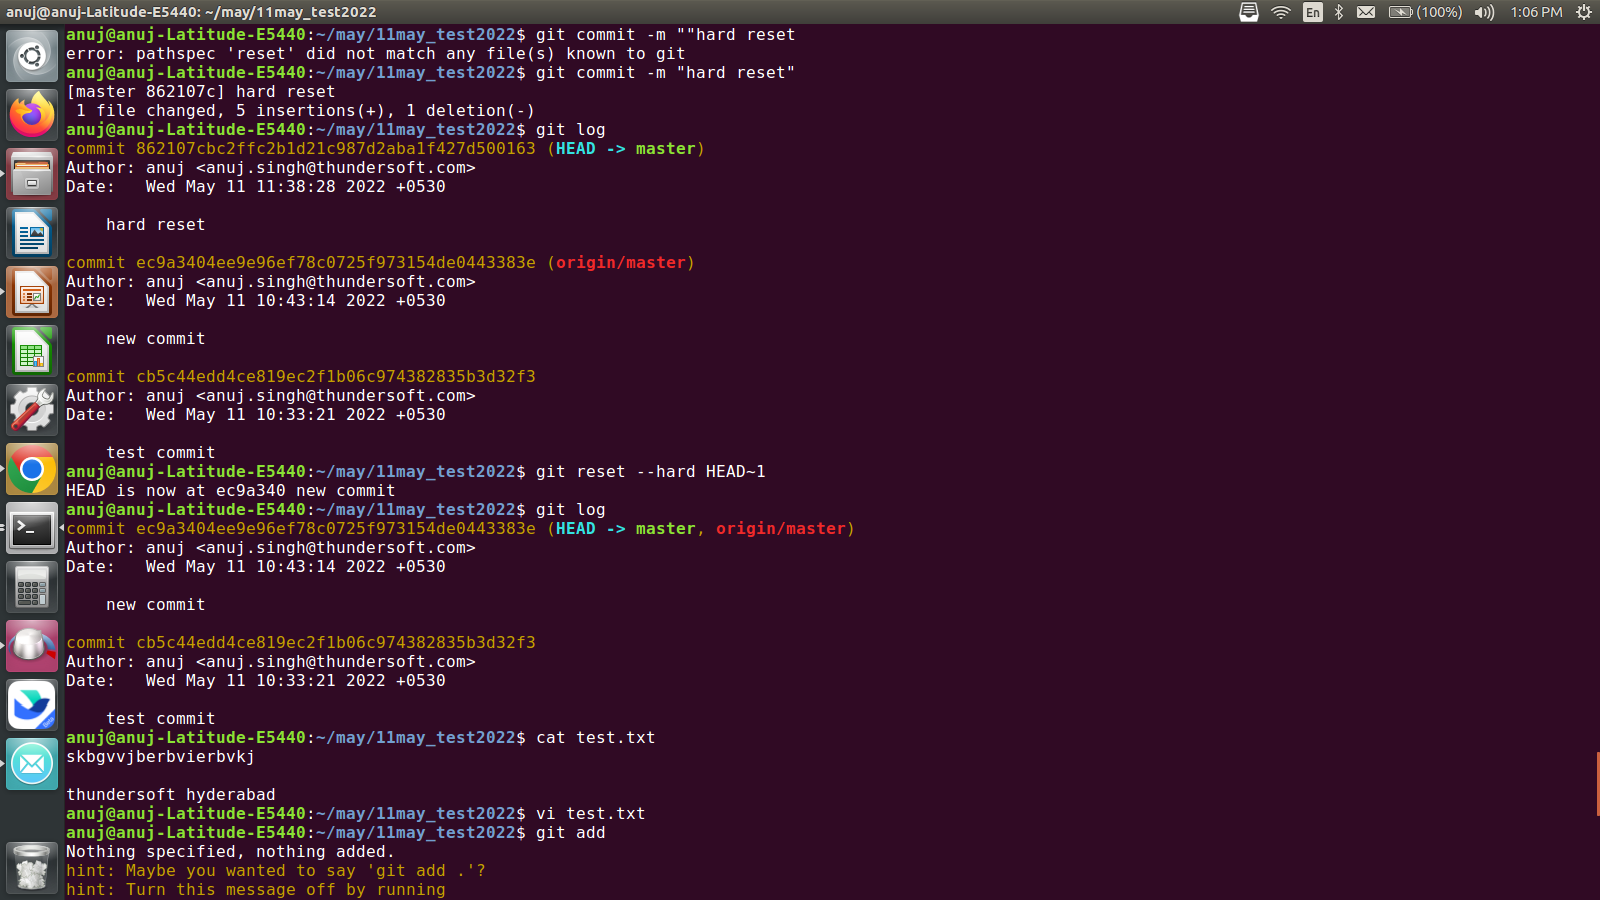 anuj@anuj-Latitude-E5440: ~/may/11may_test2022
En
(100%)
1:06 PM
anuj@anuj-Latitude-E5440:~/may/11may_test2022$ git commit -m ""hard reset
error: pathspec 'reset' did not match any file(s) known to git
anuj@anuj-Latitude-E5440:~/may/11may_test2022$ git commit -m "hard reset"
[master 862107c] hard reset
 1 file changed, 5 insertions(+), 1 deletion(-)
anuj@anuj-Latitude-E5440:~/may/11may_test2022$ git log
commit 862107cbc2ffc2b1d21c987d2aba1f427d500163 (HEAD -> master)
Author: anuj <anuj.singh@thundersoft.com>
Date:   Wed May 11 11:38:28 2022 +0530
    hard reset
commit ec9a3404ee9e96ef78c0725f973154de0443383e (origin/master)
Author: anuj <anuj.singh@thundersoft.com>
Date:   Wed May 11 10:43:14 2022 +0530
    new commit
commit cb5c44edd4ce819ec2f1b06c974382835b3d32f3
Author: anuj <anuj.singh@thundersoft.com>
Date:   Wed May 11 10:33:21 2022 +0530
    test commit
anuj@anuj-Latitude-E5440:~/may/11may_test2022$ git reset --hard HEAD~1
HEAD is now at ec9a340 new commit
anuj@anuj-Latitude-E5440:~/may/11may_test2022$ git log
commit ec9a3404ee9e96ef78c0725f973154de0443383e (HEAD -> master, origin/master)
Author: anuj <anuj.singh@thundersoft.com>
Date:   Wed May 11 10:43:14 2022 +0530
    new commit
commit cb5c44edd4ce819ec2f1b06c974382835b3d32f3
Author: anuj <anuj.singh@thundersoft.com>
Date:   Wed May 11 10:33:21 2022 +0530
    test commit
anuj@anuj-Latitude-E5440:~/may/11may_test2022$ cat test.txt
skbgvvjberbvierbvkj
thundersoft hyderabad
anuj@anuj-Latitude-E5440:~/may/11may_test2022$ vi test.txt
anuj@anuj-Latitude-E5440:~/may/11may_test2022$ git add
Nothing specified, nothing added.
hint: Maybe you wanted to say 'git add .'?
hint: Turn this message off by running